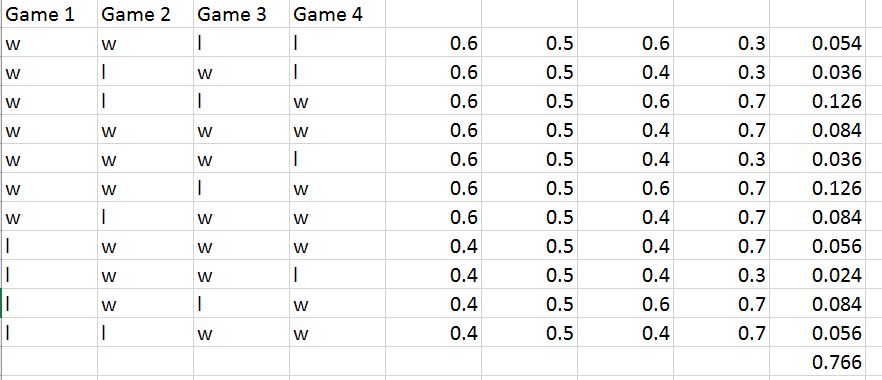 Game 1 Game 2 Game 3 Game 4
w w l l 0.6 0.5 0.6 0.3 0.054
w l w l 0.6 0.5 0.4 0.3 0.036
w l l w 0.6 0.5 0.6 0.7 0.126
w w w w 0.6 0.5 0.4 0.7 0.084
w w w l 0.6 0.5 0.4 0.3 0.036
w w l w 0.6 0.5 0.6 0.7 0.126
w l w w 0.6 0.5 0.4 0.7 0.084
l w w w 0.4 0.5 0.4 0.7 0.056
l w w l 0.4 0.5 0.4 0.3 0.024
l w l w 0.4 0.5 0.6 0.7 0.084
l l w w 0.4 0.5 0.4 0.7 0.056
0.766